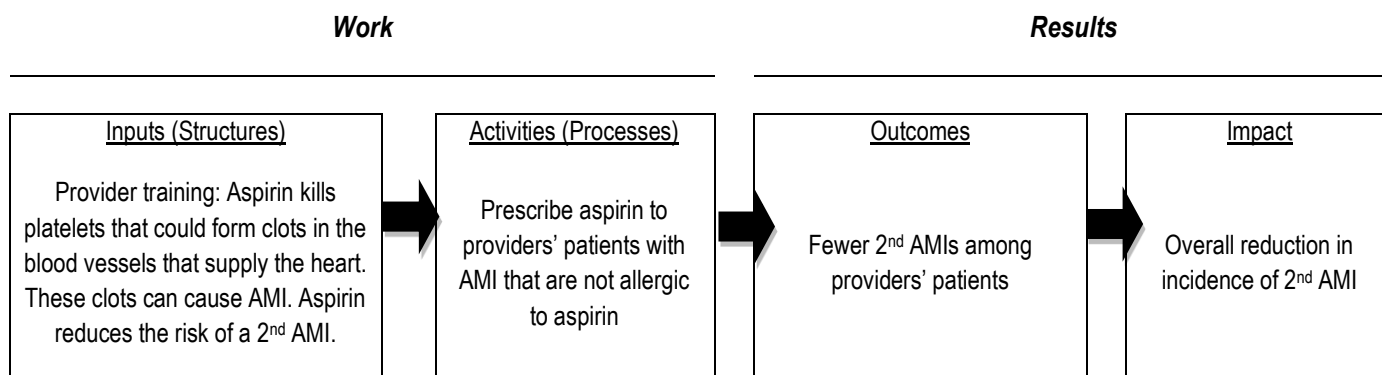 Work
Results
Inputs (Structures)
Provider training: Aspirin kills
platelets that could form clots in the
blood vessels that supply the heart.
These clots can cause AMI. Aspirin
reduces the risk of a 2nd AMI.
Activities (Processes)
Prescribe aspirin to
providers’ patients with
AMI that are not allergic
to aspirin
Outcomes
Fewer 2nd AMIs among
providers’ patients
Impact
Overall reduction in
incidence of 2nd AMI